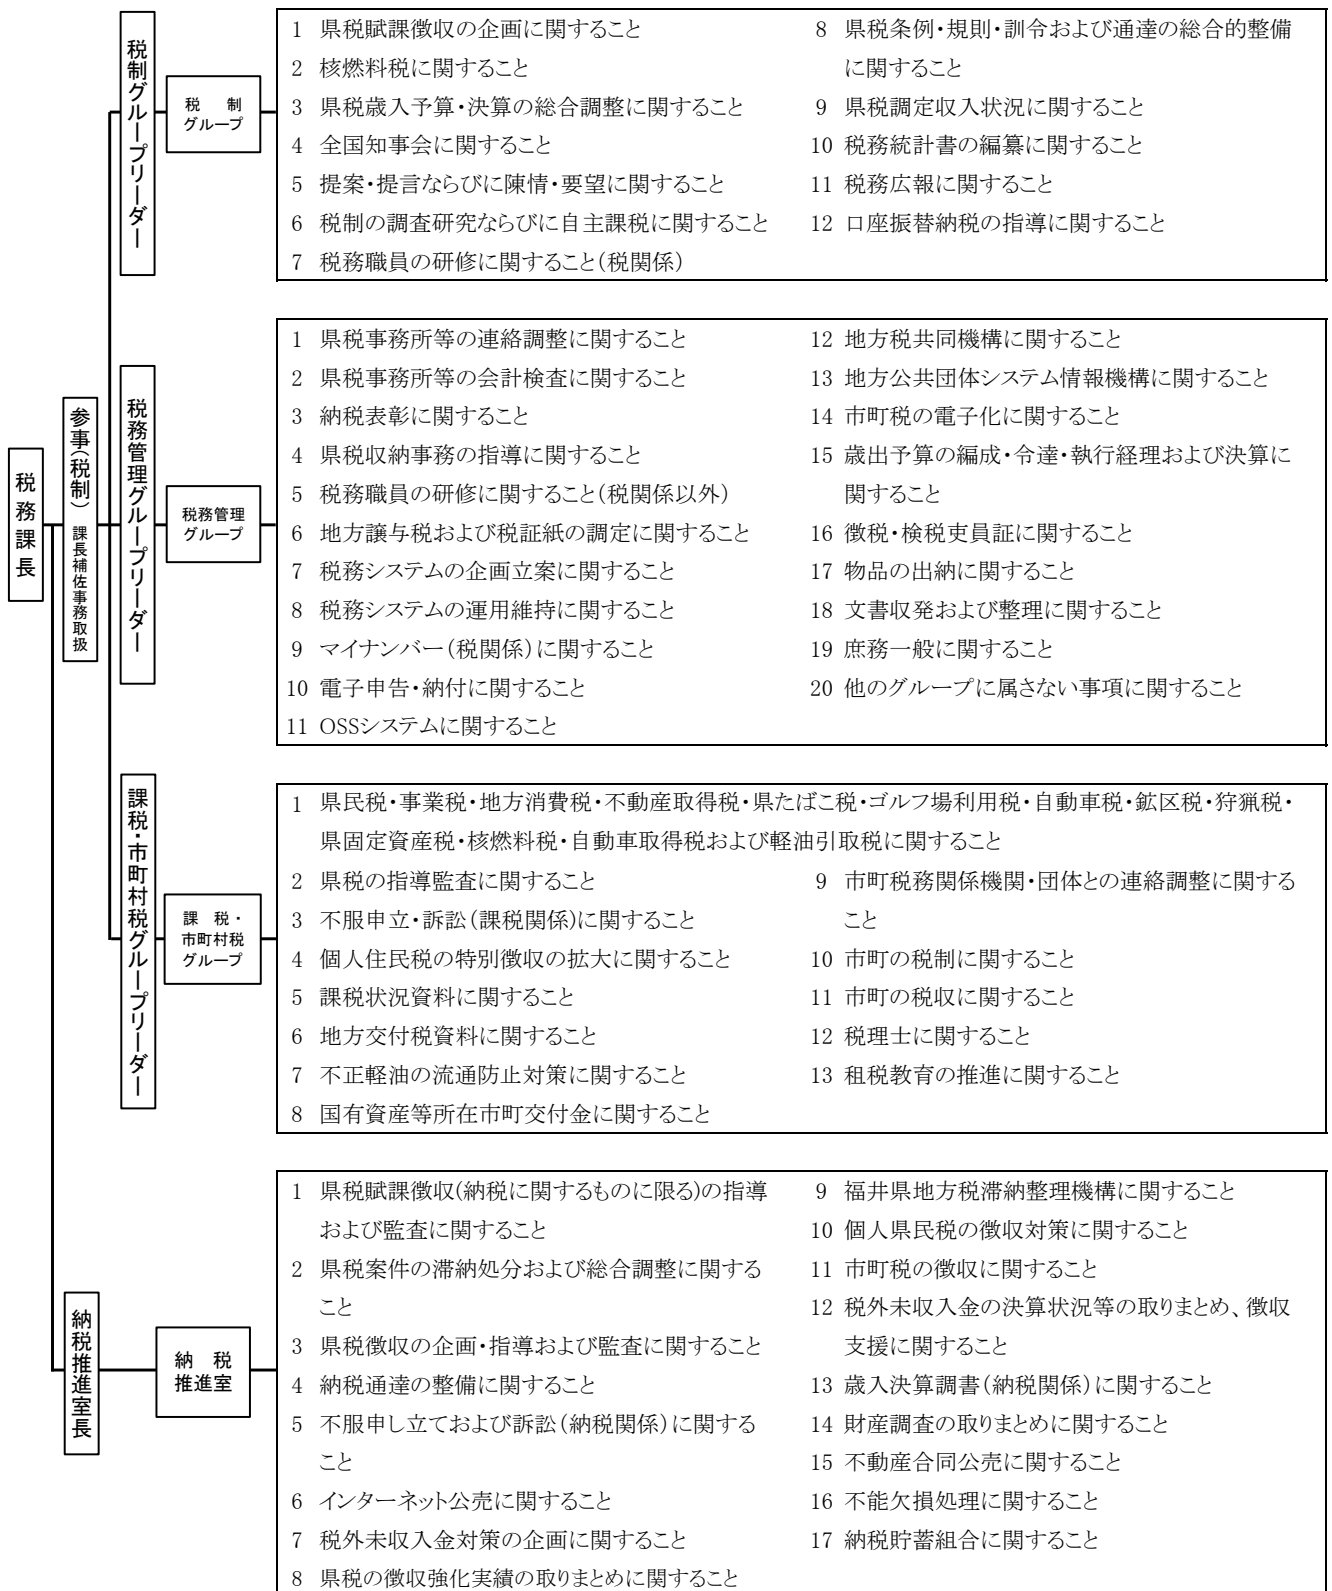 税務課長
参事(税制) 課長補佐事務取扱
税制グループリーダー
税 制
グループ
1 県税賦課徴収の企画に関すること
2 核燃料税に関すること
3 県税歳入予算・決算の総合調整に関すること
4 全国知事会に関すること
5 提案・提言ならびに陳情・要望に関すること
6 税制の調査研究ならびに自主課税に関すること
7 税務職員の研修に関すること(税関係)
8 県税条例・規則・訓令および通達の総合的整備
に関すること
9 県税調定収入状況に関すること
10 税務統計書の編纂に関すること
11 税務広報に関すること
12 口座振替納税の指導に関すること
税務管理グループリーダー
税務管理
グループ
1 県税事務所等の連絡調整に関すること
2 県税事務所等の会計検査に関すること
3 納税表彰に関すること
4 県税収納事務の指導に関すること
5 税務職員の研修に関すること(税関係以外)
6 地方譲与税および税証紙の調定に関すること
7 税務システムの企画立案に関すること
8 税務システムの運用維持に関すること
9 マイナンバー(税関係)に関すること
10 電子申告・納付に関すること
11 OSSシステムに関すること
12 地方税共同機構に関すること
13 地方公共団体システム情報機構に関すること
14 市町税の電子化に関すること
15 歳出予算の編成・令達・執行経理および決算に
関すること
16 徴税・検税吏員証に関すること
17 物品の出納に関すること
18 文書収発および整理に関すること
19 庶務一般に関すること
20 他のグループに属さない事項に関すること
課税・市町村税グループリーダー
課 税・
市町村税
グループ
1 県民税・事業税・地方消費税・不動産取得税・県たばこ税・ゴルフ場利用税・自動車税・鉱区税・狩猟税・
県固定資産税・核燃料税・自動車取得税および軽油引取税に関すること
2 県税の指導監査に関すること
3 不服申立・訴訟(課税関係)に関すること
4 個人住民税の特別徴収の拡大に関すること
5 課税状況資料に関すること
6 地方交付税資料に関すること
7 不正軽油の流通防止対策に関すること
8 国有資産等所在市町交付金に関すること
9 市町税務関係機関・団体との連絡調整に関する
こと
10 市町の税制に関すること
11 市町の税収に関すること
12 税理士に関すること
13 租税教育の推進に関すること
納税推進室長
納 税
推進室
1 県税賦課徴収(納税に関するものに限る)の指導
および監査に関すること
2 県税案件の滞納処分および総合調整に関する
こと
3 県税徴収の企画・指導および監査に関すること
4 納税通達の整備に関すること
5 不服申し立ておよび訴訟(納税関係)に関する
こと
6 インターネット公売に関すること
7 税外未収入金対策の企画に関すること
8 県税の徴収強化実績の取りまとめに関すること
9 福井県地方税滞納整理機構に関すること
10 個人県民税の徴収対策に関すること
11 市町税の徴収に関すること
12 税外未収入金の決算状況等の取りまとめ、徴収
支援に関すること
13 歳入決算調書(納税関係)に関すること
14 財産調査の取りまとめに関すること
15 不動産合同公売に関すること
16 不能欠損処理に関すること
17 納税貯蓄組合に関すること